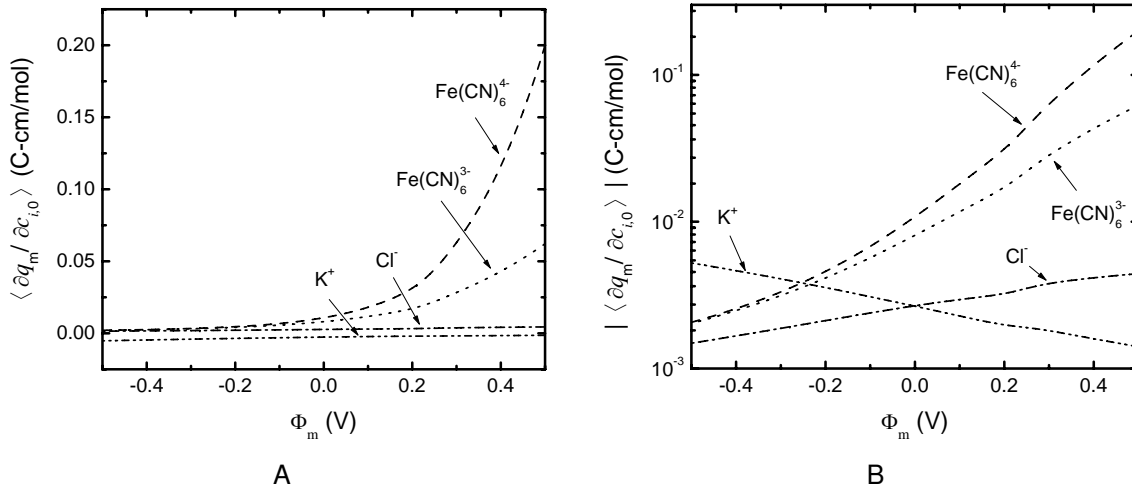 0.20
0.15
0.10
0.05
0.00
⟨ ∂q_m / ∂c_{i,0} ⟩ (C-cm/mol)
Fe(CN)_6^{4-}
Fe(CN)_6^{3-}
Cl^-
K^+
-0.4 -0.2 0.0 0.2 0.4
Φ_m (V)
A
10^{-1}
10^{-2}
10^{-3}
| ⟨ ∂q_m / ∂c_{i,0} ⟩ | (C-cm/mol)
Fe(CN)_6^{4-}
Fe(CN)_6^{3-}
K^+
Cl^-
-0.4 -0.2 0.0 0.2 0.4
Φ_m (V)
B